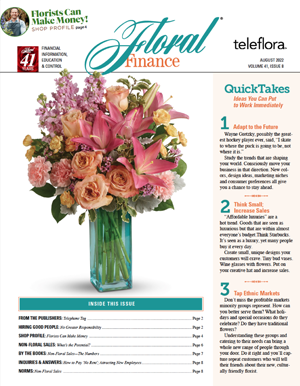 Florists Can
Make Money!
SHOP PROFILE page 4
41
FINANCIAL
INFORMATION,
EDUCATION
& CONTROL
Floral
Finance
teleflora.
AUGUST 2022
VOLUME 41, ISSUE 8
QuickTakes
Ideas You Can Put
to Work Immediately
1 Adapt to the Future
Wayne Gretzky, possibly the great-
est hockey player ever, said, "I skate
to where the puck is going to be, not
where it is."
Study the trends that are shaping
your world. Consciously move your
business in that direction. New col-
ors, design ideas, marketing niches
and consumer preferences all give
you a chance to stay ahead.
2 Think Small;
Increase Sales
"Affordable luxuries" are a
hot trend. Goods that are seen as
luxurious but that are within almost
everyone's budget. Think Starbucks.
It's seen as a luxury, yet many people
buy it every day.
Create small, unique designs your
customers will crave. Tiny bud vases.
Wine glasses with flowers. Put on
your creative hat and increase sales.
3 Tap Ethnic Markets
Don't miss the profitable markets
minority groups represent. How can
you better serve them? What holi-
days and special occasions do they
celebrate? Do they have traditional
flowers?
Understanding these groups and
catering to their needs can bring a
whole new range of people through
your door. Do it right and you'll cap-
ture repeat customers who will tell
their friends about their new, cultur-
ally friendly florist.
INSIDE THIS ISSUE
FROM THE PUBLISHERS: Telephone Tag Page 2
HIRING GOOD PEOPLE: No Greater Responsibility Page 3
SHOP PROFILE: Florists Can Make Money Page 4
NON-FLORAL SALES: What's the Potential? Page 6
BY THE BOOKS: Non-Floral Sales—The Numbers Page 7
INQUIRIES & ANSWERS: How to Pay 'No Rent'; Attracting New Employees Page 8
NORMS: Non-Floral Sales Page 8